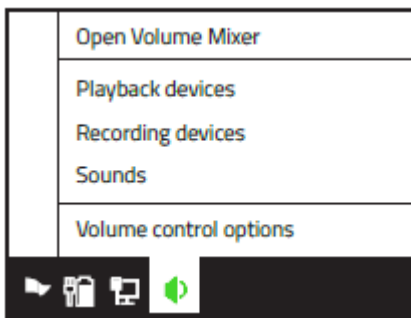 Open Volume Mixer
Playback devices
Recording devices
Sounds
Volume control options